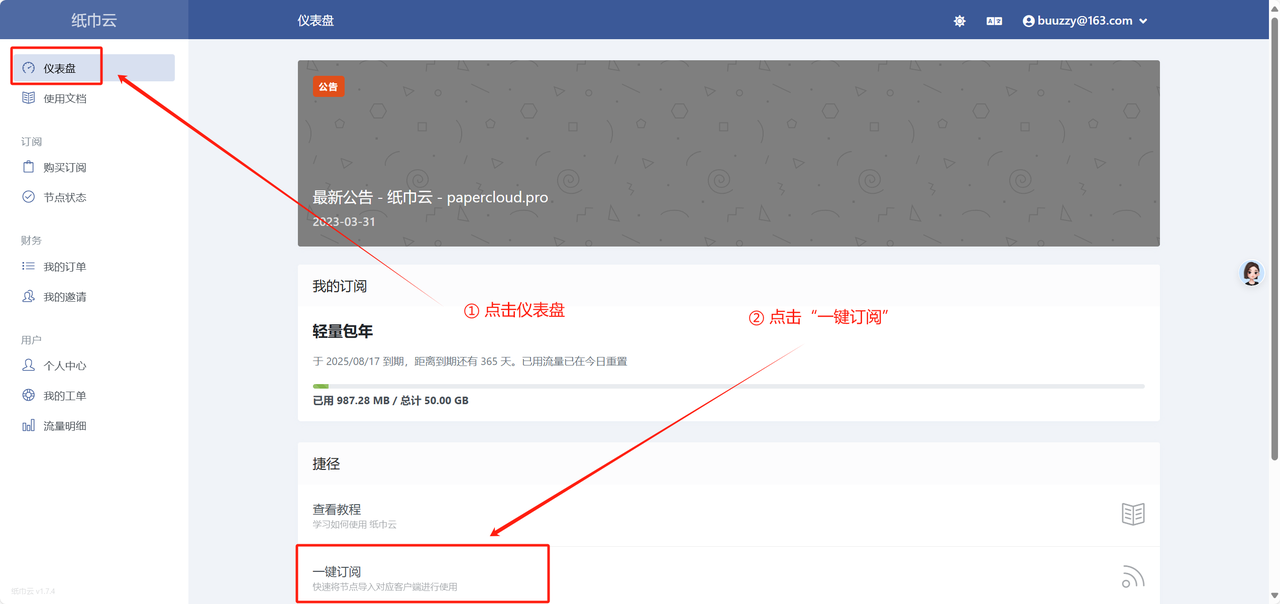 纸巾云
仪表盘
buuzzy@163.com
仪表盘
使用文档
订阅
购买订阅
节点状态
财务
我的订单
我的邀请
用户
个人中心
我的工单
流量明细
纸巾云 v1.7.4
公告
最新公告 - 纸巾云 - papercloud.pro
2023-03-31
我的订阅
① 点击仪表盘
② 点击“一键订阅”
轻量包年
于 2025/08/17 到期，距离到期还有 365 天。已用流量已在今日重置
已用 987.28 MB / 总计 50.00 GB
捷径
查看教程
学习如何使用 纸巾云
一键订阅
快速将节点导入对应客户端进行使用